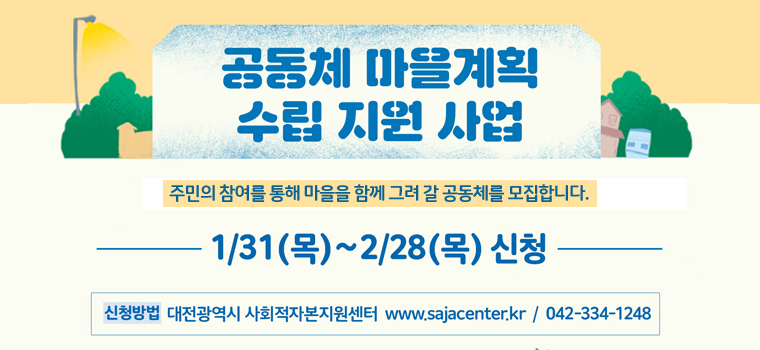 공동체 마을계획
수립 지원 사업
주민의 참여를 통해 마을을 함께 그려 갈 공동체를 모집합니다.
1/31(목)~2/28(목) 신청
신청방법 대전광역시 사회적자본지원센터 www.sajacenter.kr / 042-334-1248